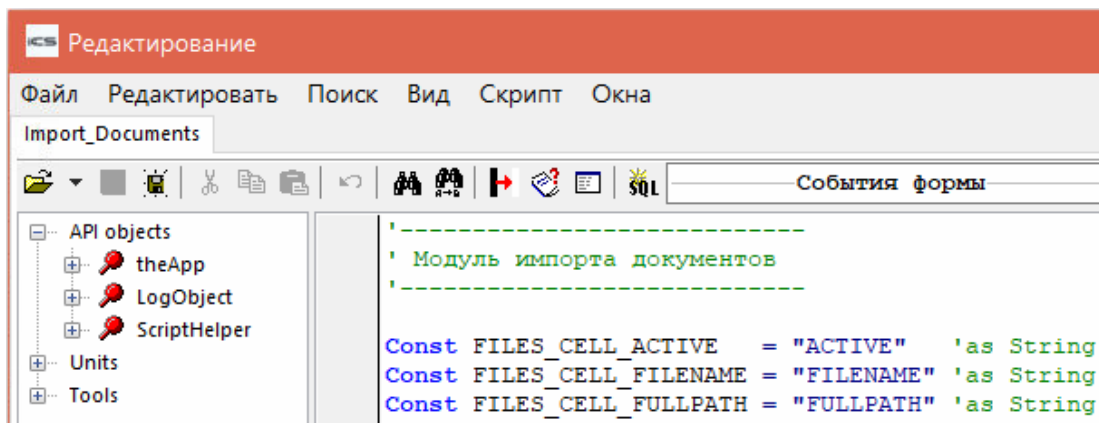 iCS Редактирование
Файл Редактировать Поиск Вид Скрипт Окна
Import_Documents
SQL События формы
API objects
theApp
LogObject
ScriptHelper
Units
Tools
'----------------------------
' Модуль импорта документов
'----------------------------
Const FILES_CELL_ACTIVE   = "ACTIVE"   'as String
Const FILES_CELL_FILENAME = "FILENAME" 'as String
Const FILES_CELL_FULLPATH = "FULLPATH" 'as String